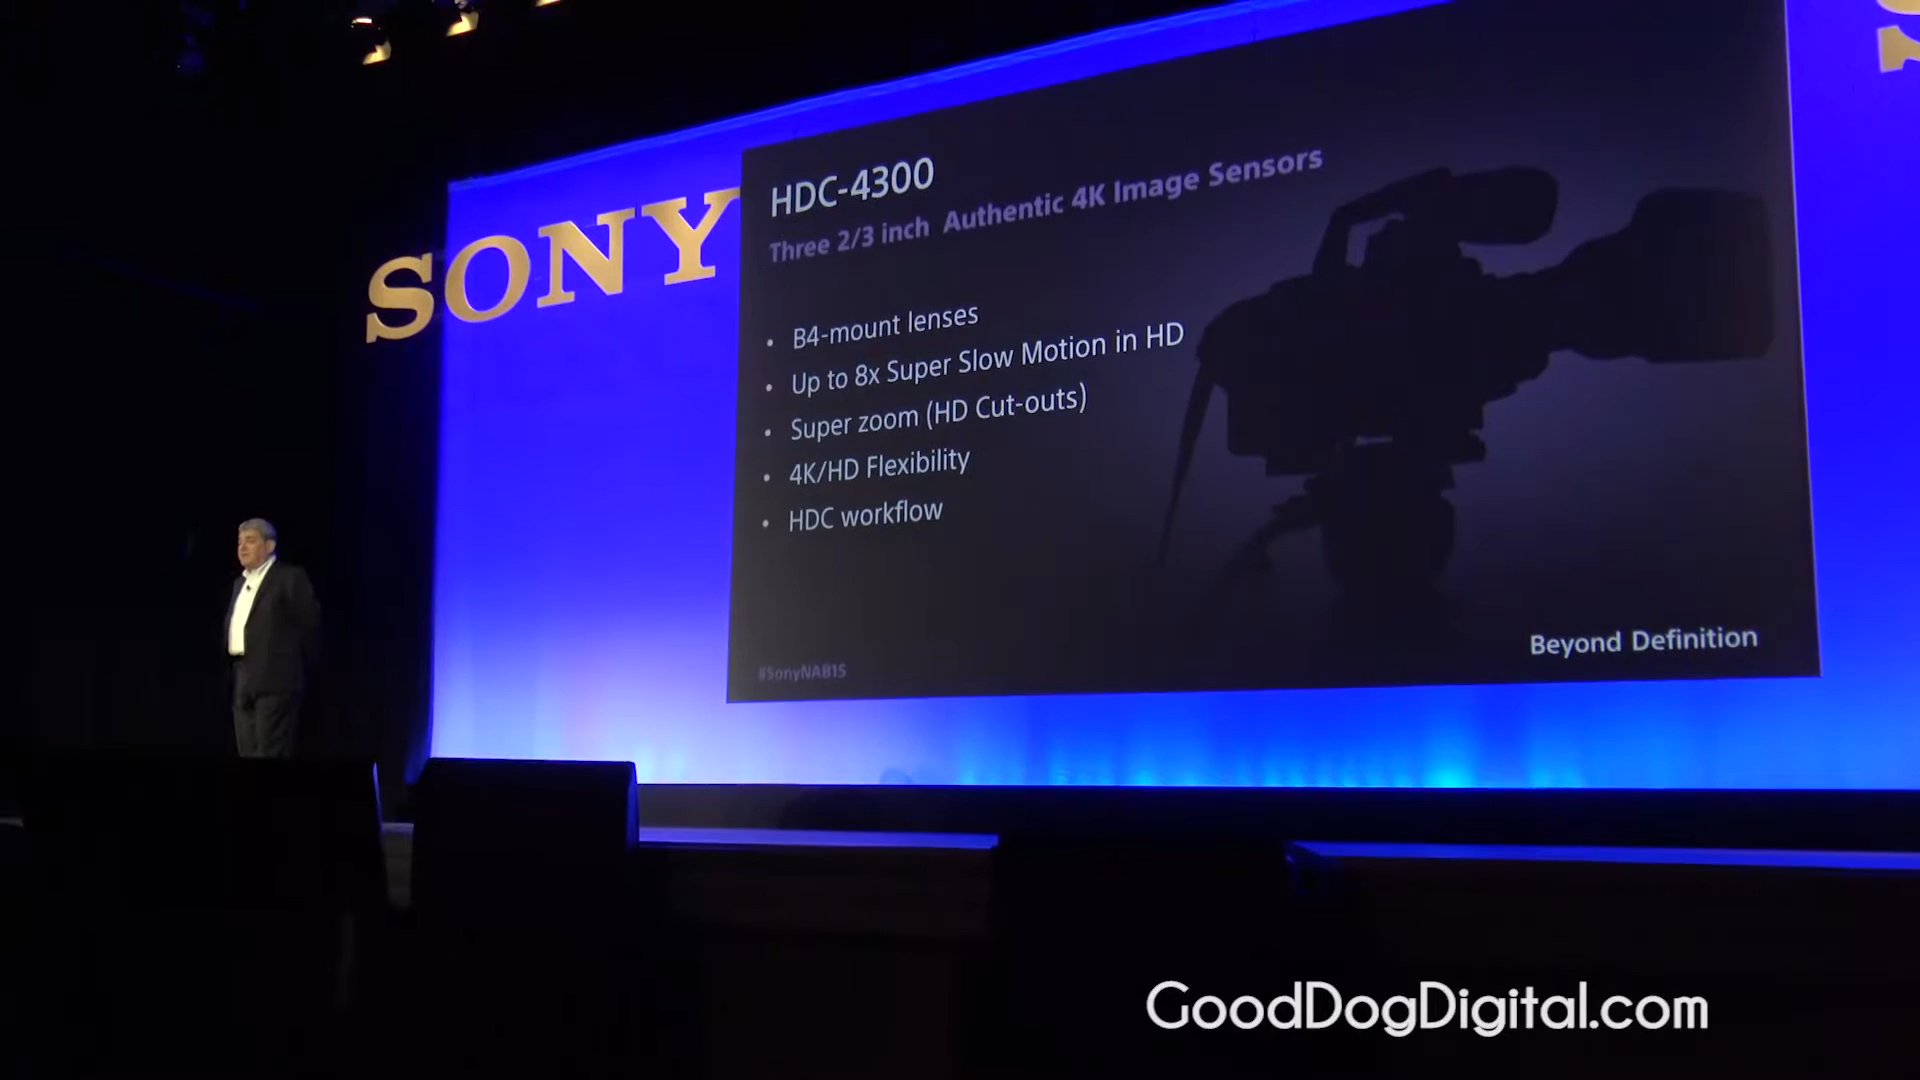 SONY
HDC-4300
Three 2/3 inch Authentic 4K Image Sensors
• B4-mount lenses
• Up to 8x Super Slow Motion in HD
• Super zoom (HD Cut-outs)
• 4K/HD Flexibility
• HDC workflow
#SonyNAB15
Beyond Definition
GoodDogDigital.com